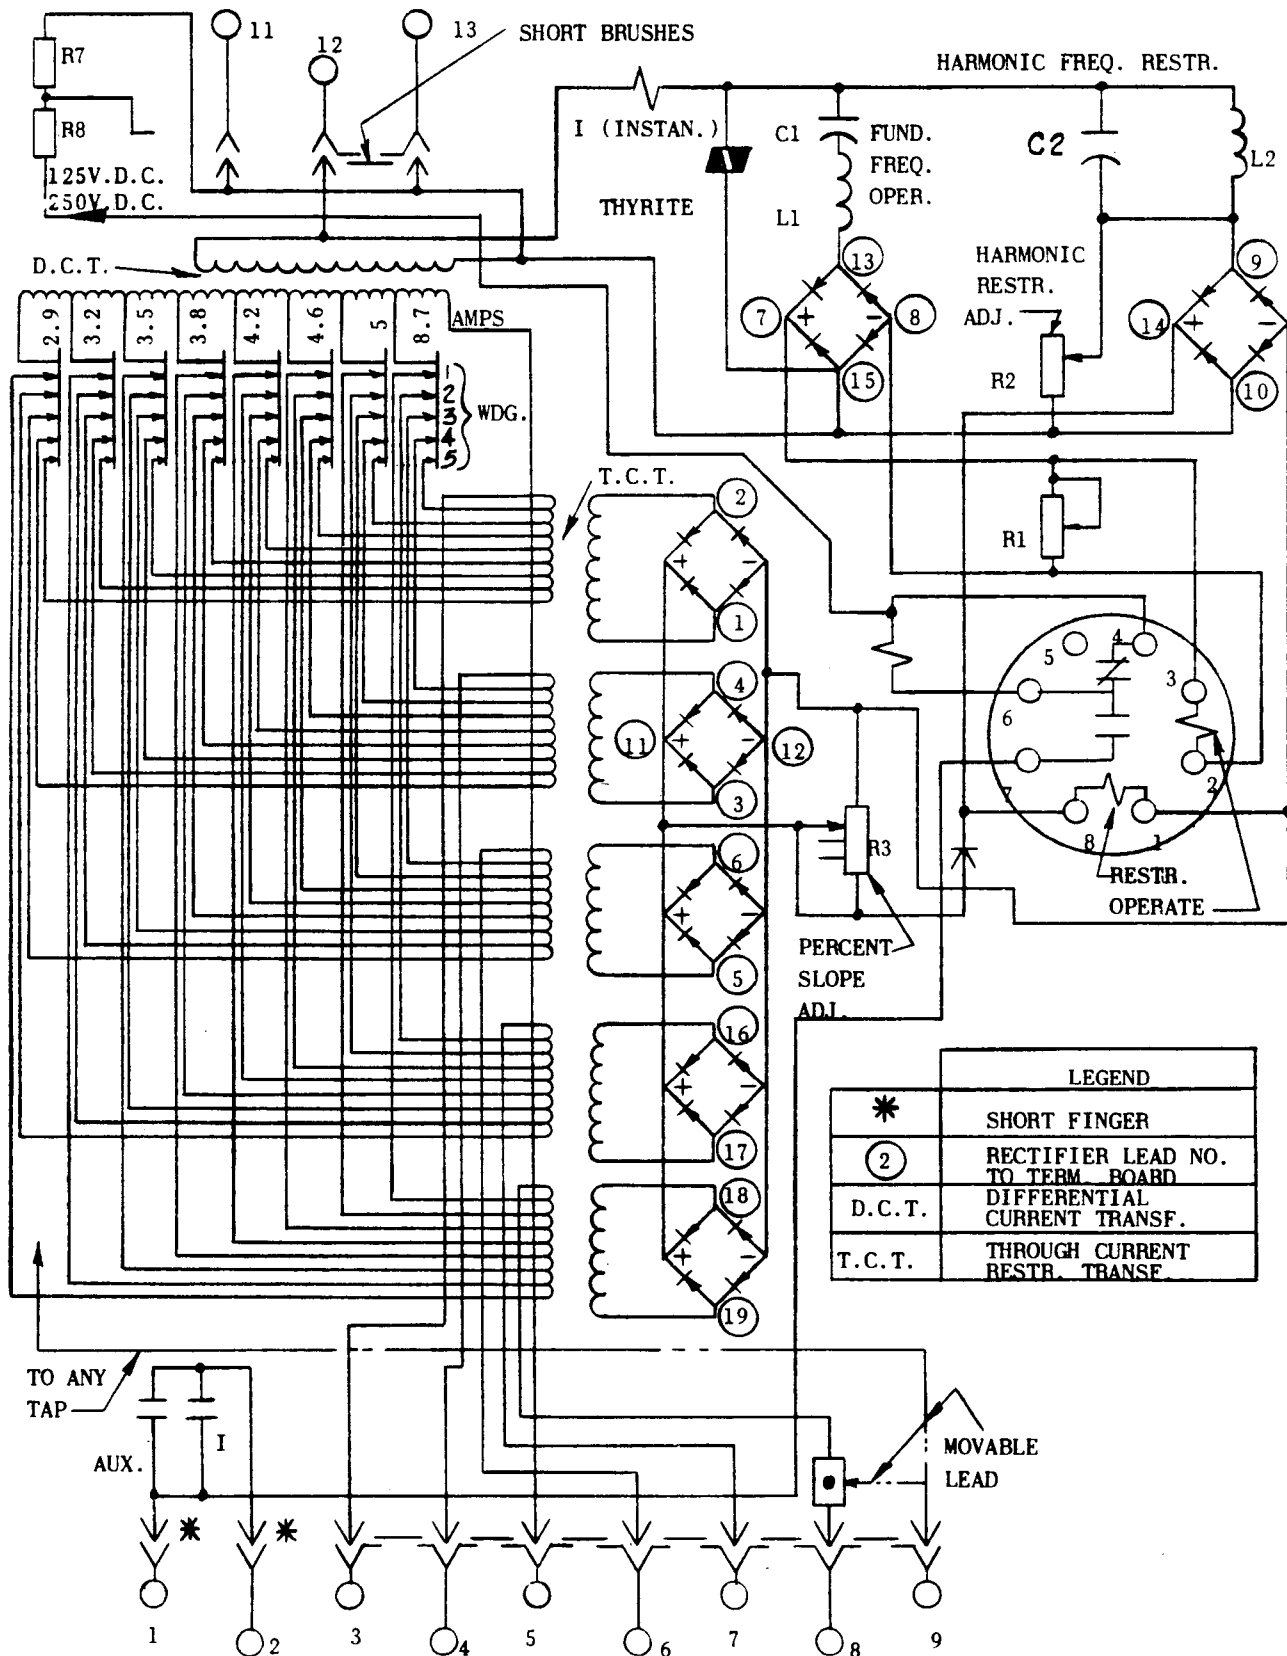 11
12
13
SHORT BRUSHES
R7
R8
125V.D.C.
250V.D.C.
HARMONIC FREQ. RESTR.
I (INSTAN.)
C1
FUND.
FREQ.
OPER.
C2
L2
THYRITE
L1
D.C.T.
HARMONIC
RESTR.
ADJ.
13
9
7
+
-
8
14
+
-
15
R2
10
2.9
3.2
3.5
3.8
4.2
4.6
5
8.7
AMPS
1
2
3
4
5
WDG.
T.C.T.
2
R1
+
-
1
5
4
3
4
6
11
+
-
12
2
3
7
8
1
6
R3
RESTR.
OPERATE
+
-
PERCENT
SLOPE
ADJ.
5
16
+
-
17
LEGEND
* SHORT FINGER
2 RECTIFIER LEAD NO.
TO TERM. BOARD
D.C.T. DIFFERENTIAL
CURRENT TRANSF.
T.C.T. THROUGH CURRENT
RESTR. TRANSF.
18
+
-
19
TO ANY
TAP
AUX.
I
MOVABLE
LEAD
*
*
1
2
3
4
5
6
7
8
9